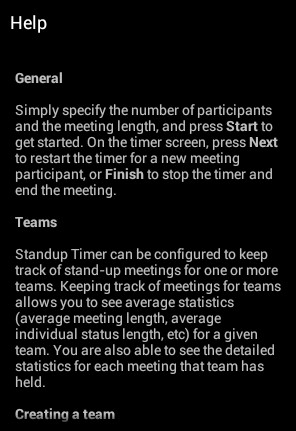 Help
General
Simply specify the number of participants
and the meeting length, and press Start to
get started. On the timer screen, press Next
to restart the timer for a new meeting
participant, or Finish to stop the timer and
end the meeting.
Teams
Standup Timer can be configured to keep
track of stand-up meetings for one or more
teams. Keeping track of meetings for teams
allows you to see average statistics
(average meeting length, average
individual status length, etc) for a given
team. You are also able to see the detailed
statistics for each meeting that team has
held.
Creating a team